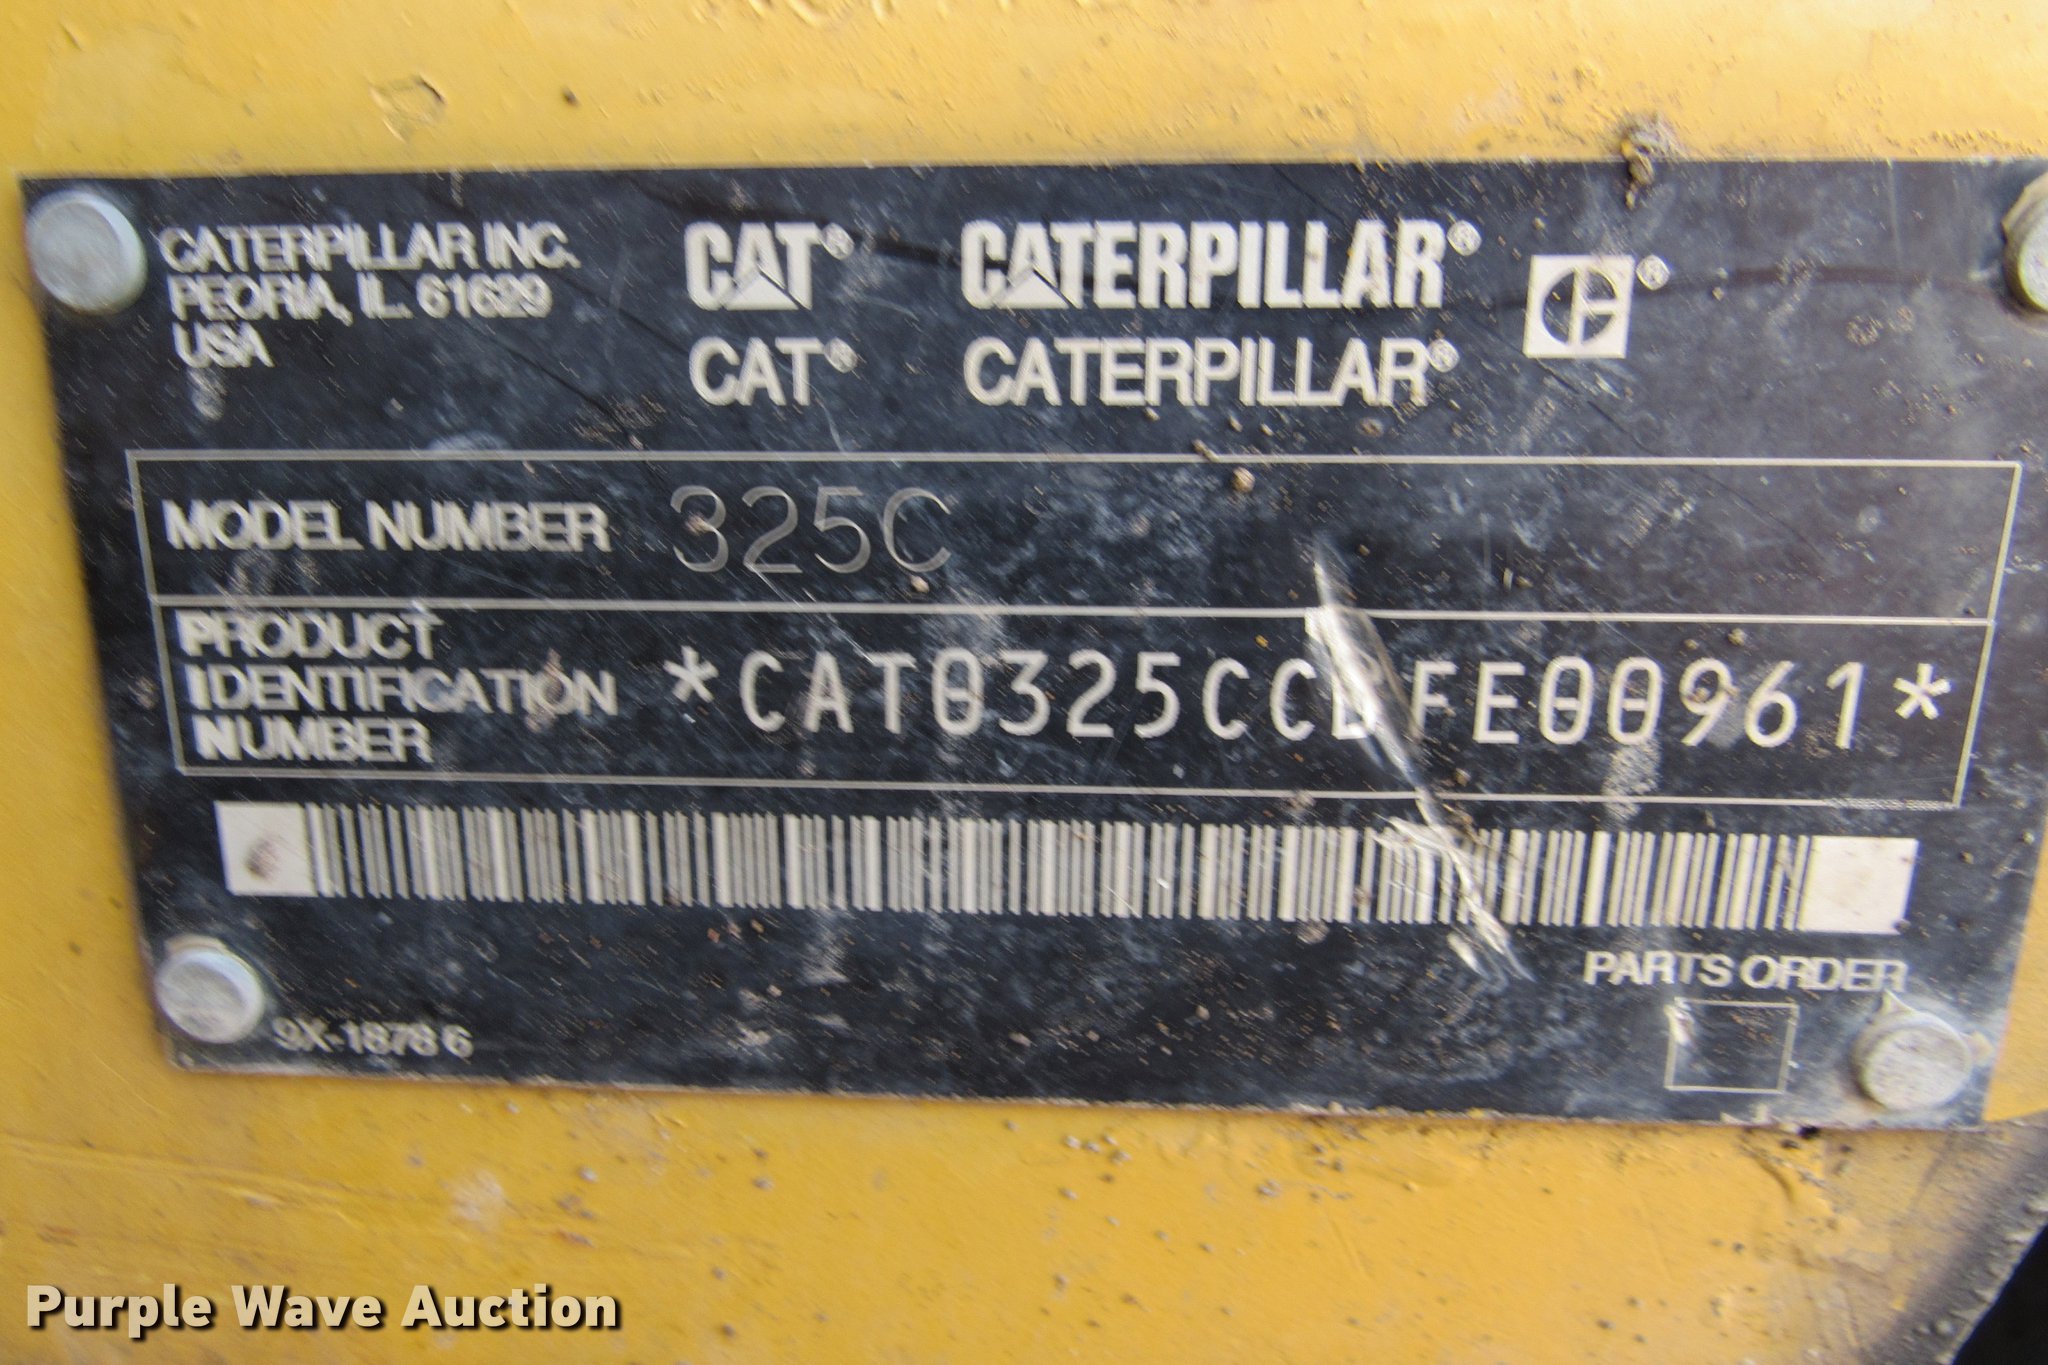 CATERPILLAR INC.
PEORIA, IL. 61629
USA
CAT® CATERPILLAR® ®
CAT® CATERPILLAR®
MODEL NUMBER 325C
PRODUCT
IDENTIFICATION
NUMBER
*CAT0325CCBFE00961*
PARTS ORDER
9X-1878 6
Purple Wave Auction